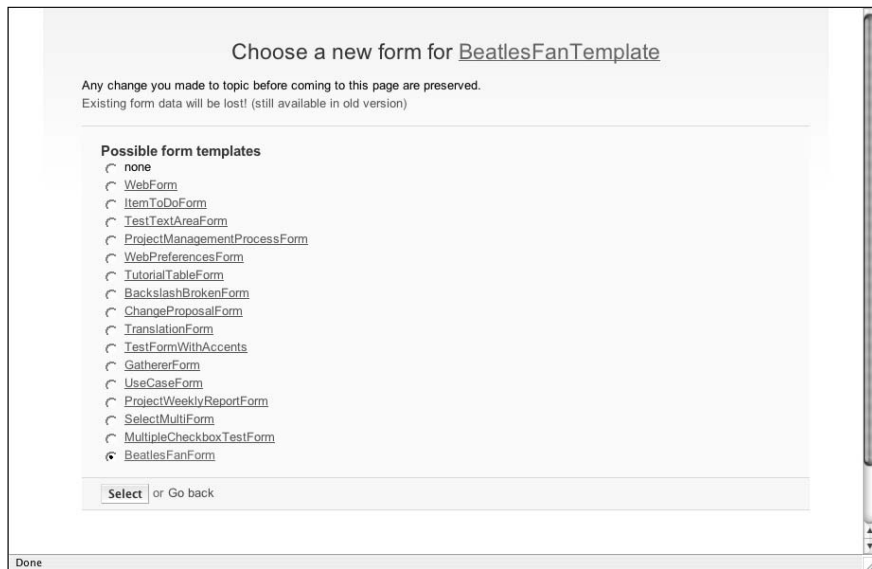 Choose a new form for BeatlesFanTemplate
Any change you made to topic before coming to this page are preserved.
Existing form data will be lost! (still available in old version)
Possible form templates
none
WebForm
ItemToDoForm
TestTextAreaForm
ProjectManagementProcessForm
WebPreferencesForm
TutorialTableForm
BackslashBrokenForm
ChangeProposalForm
TranslationForm
TestFormWithAccents
GathererForm
UseCaseForm
ProjectWeeklyReportForm
SelectMultiForm
MultipleCheckboxTestForm
BeatlesFanForm
Select or Go back
Done